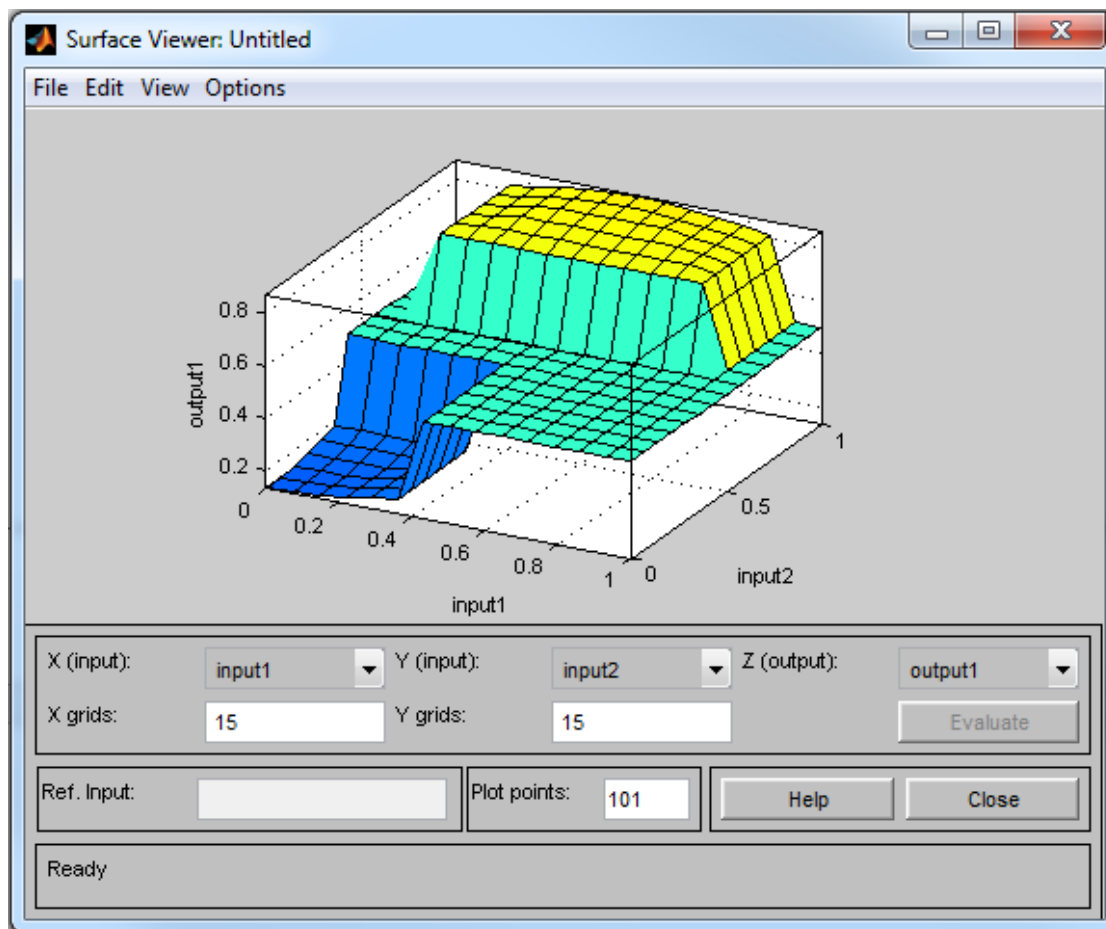 Surface Viewer: Untitled
File Edit View Options
0.8
0.6
0.4
0.2
output1
0
0.2
0.4
0.6
0.8
1
input1
0
0.5
1
input2
X (input):
input1
Y (input):
input2
Z (output):
output1
X grids:
15
Y grids:
15
Evaluate
Ref. Input:
Plot points:
101
Help
Close
Ready